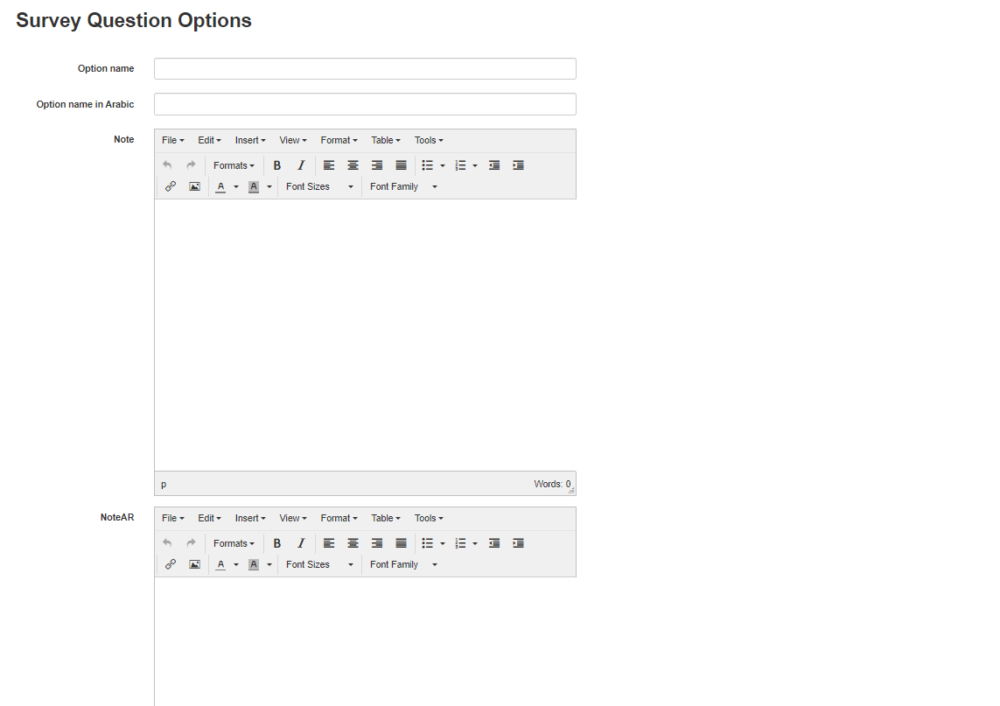 Survey Question Options
Option name
Option name in Arabic
Note
File Edit Insert View Format Table Tools
Formats B I
A A Font Sizes Font Family
p Words: 0
NoteAR
File Edit Insert View Format Table Tools
Formats B I
A A Font Sizes Font Family